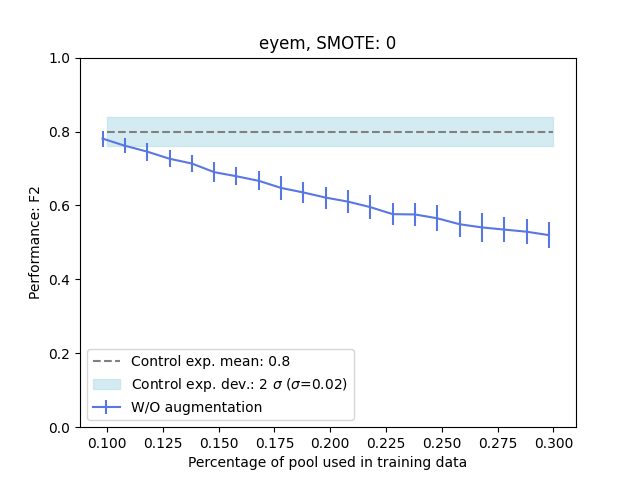 eyem, SMOTE: 0
1.0
0.8
0.6
0.4
0.2
0.0
Performance: F2
Control exp. mean: 0.8
Control exp. dev.: 2 σ (σ=0.02)
W/O augmentation
0.100 0.125 0.150 0.175 0.200 0.225 0.250 0.275 0.300
Percentage of pool used in training data